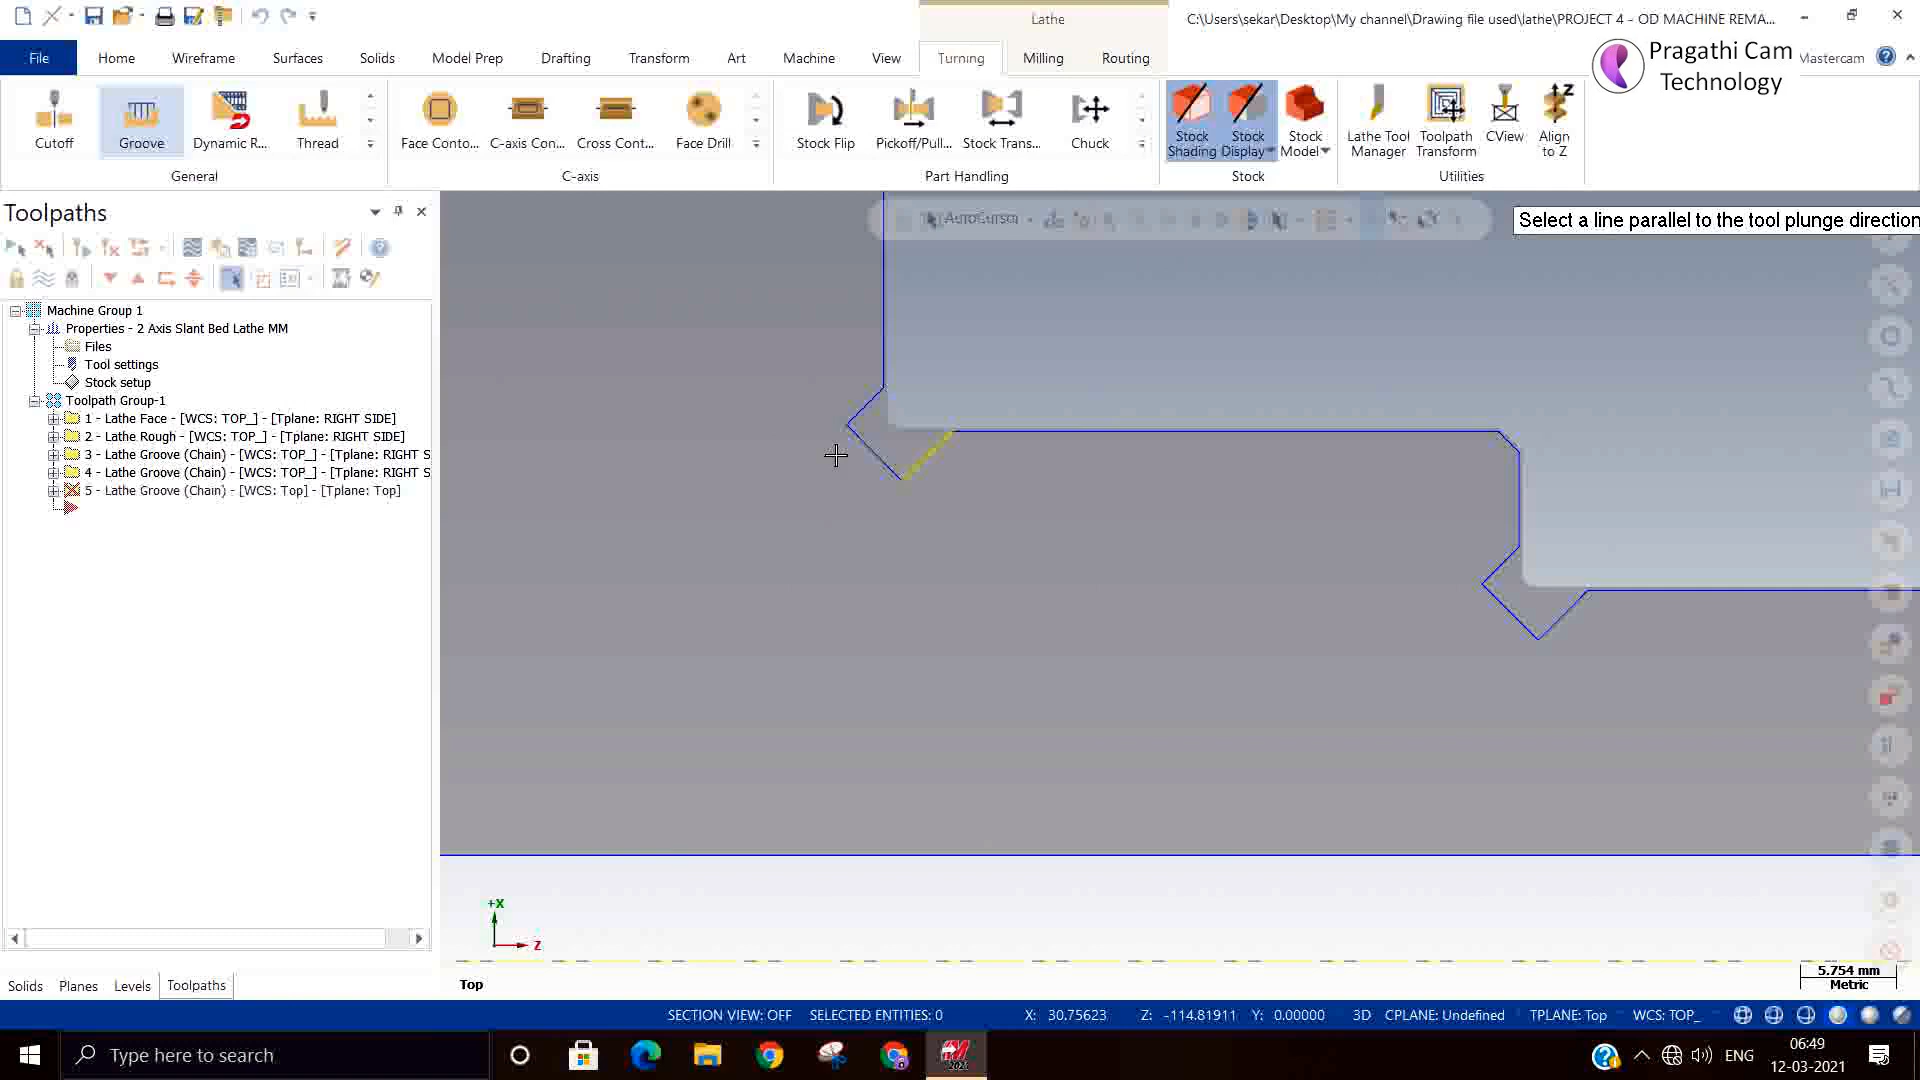 Lathe
C:\Users\sekar\Desktop\My channel\Drawing file used\lathe\PROJECT 4 - OD MACHINE REMA...
File
Home
Wireframe
Surfaces
Solids
Model Prep
Drafting
Transform
Art
Machine
View
Turning
Milling
Routing
Pragathi Cam
Technology
Mastercam
Cutoff
Groove
Dynamic R...
Thread
Face Conto...
C-axis Con...
Cross Cont...
Face Drill
Stock Flip
Pickoff/Pull...
Stock Trans...
Chuck
Stock
Shading
Stock
Display
Stock
Model
Lathe Tool
Manager
Toolpath
Transform
CView
Align
to Z
General
C-axis
Part Handling
Stock
Utilities
Toolpaths
AutoCursor
Select a line parallel to the tool plunge direction
Machine Group 1
Properties - 2 Axis Slant Bed Lathe MM
Files
Tool settings
Stock setup
Toolpath Group-1
1 - Lathe Face - [WCS: TOP_] - [Tplane: RIGHT SIDE]
2 - Lathe Rough - [WCS: TOP_] - [Tplane: RIGHT SIDE]
3 - Lathe Groove (Chain) - [WCS: TOP_] - [Tplane: RIGHT S
4 - Lathe Groove (Chain) - [WCS: TOP_] - [Tplane: RIGHT S
5 - Lathe Groove (Chain) - [WCS: Top] - [Tplane: Top]
+X
Z
Top
5.754 mm
Metric
Solids
Planes
Levels
Toolpaths
SECTION VIEW: OFF
SELECTED ENTITIES: 0
X: 30.75623
Z: -114.81911
Y: 0.00000
3D
CPLANE: Undefined
TPLANE: Top
WCS: TOP_
Type here to search
2021
ENG
06:49
12-03-2021